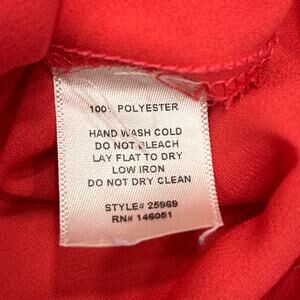 100% POLYESTER
HAND WASH COLD
DO NOT BLEACH
LAY FLAT TO DRY
LOW IRON
DO NOT DRY CLEAN
STYLE# 25969
RN# 146051